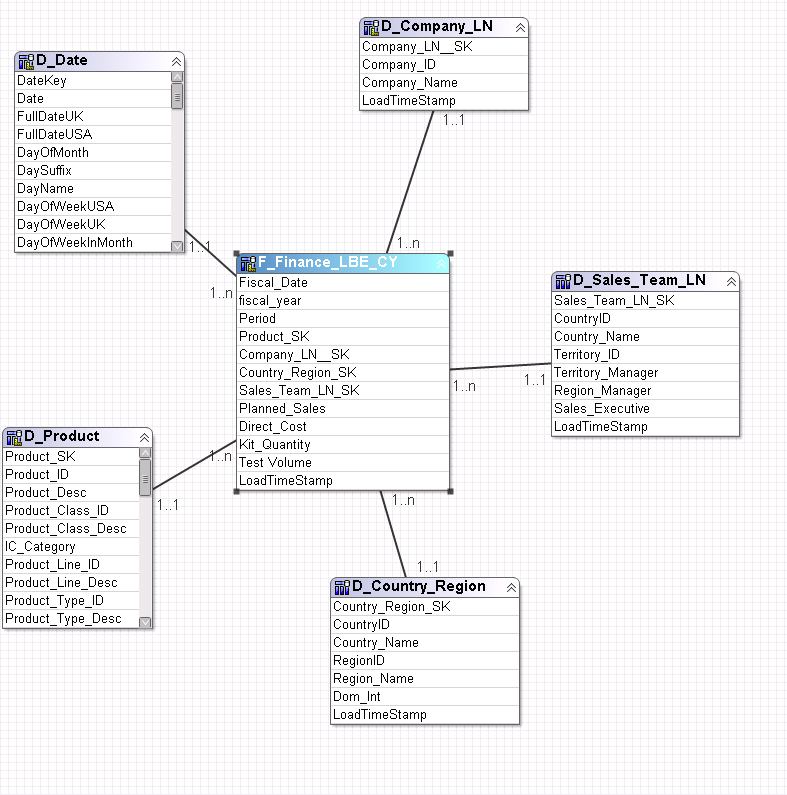 D_Company_LN
Company_LN__SK
Company_ID
Company_Name
LoadTimeStamp
1..1
D_Date
DateKey
Date
FullDateUK
FullDateUSA
DayOfMonth
DaySuffix
DayName
DayOfWeekUSA
DayOfWeekUK
DayOfWeekInMonth
1..1
1..n
1..n
F_Finance_LBE_CY
Fiscal_Date
fiscal_year
Period
Product_SK
Company_LN__SK
Country_Region_SK
Sales_Team_LN_SK
Planned_Sales
Direct_Cost
Kit_Quantity
Test Volume
LoadTimeStamp
1..n
1..1
D_Sales_Team_LN
Sales_Team_LN_SK
CountryID
Country_Name
Territory_ID
Territory_Manager
Region_Manager
Sales_Executive
LoadTimeStamp
D_Product
Product_SK
Product_ID
Product_Desc
Product_Class_ID
Product_Class_Desc
IC_Category
Product_Line_ID
Product_Line_Desc
Product_Type_ID
Product_Type_Desc
1..n
1..1
1..n
1..1
D_Country_Region
Country_Region_SK
CountryID
Country_Name
RegionID
Region_Name
Dom_Int
LoadTimeStamp